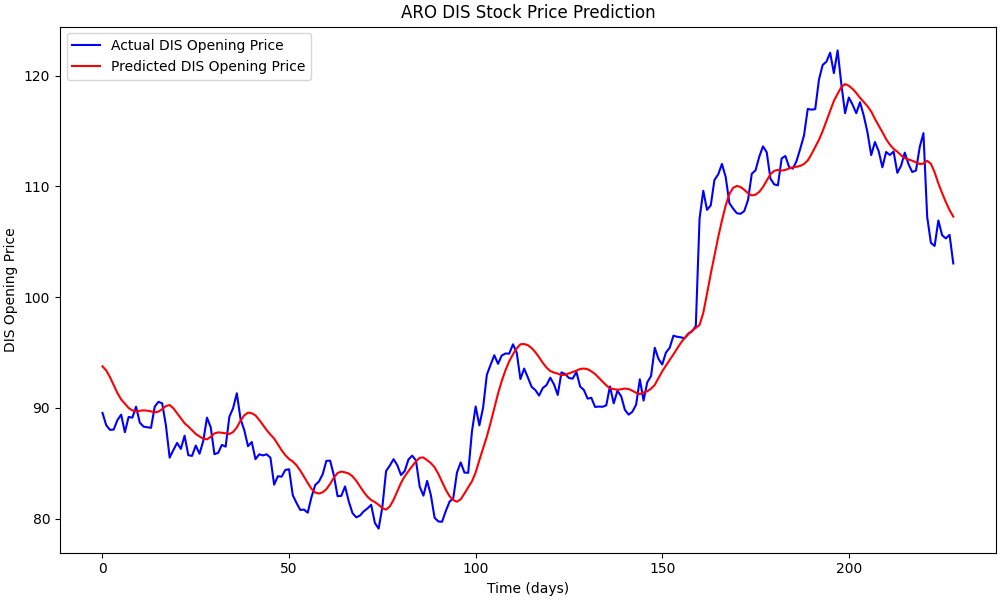 ARO DIS Stock Price Prediction
Actual DIS Opening Price
Predicted DIS Opening Price
DIS Opening Price
120
110
100
90
80
0 50 100 150 200
Time (days)